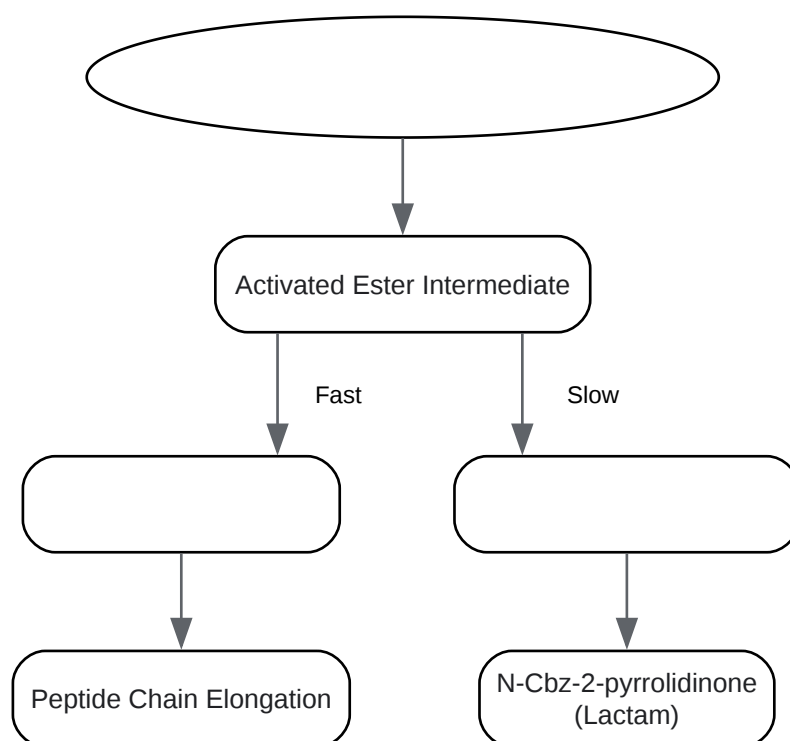 Activated Ester Intermediate
Fast
Slow
Peptide Chain Elongation
N-Cbz-2-pyrrolidinone
(Lactam)